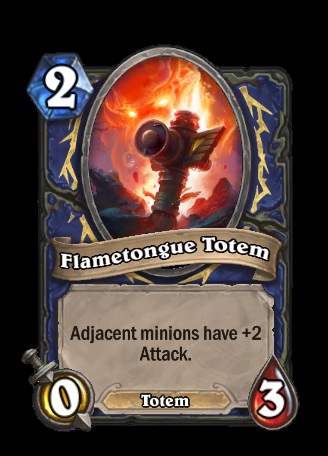 2
Flametongue Totem
Adjacent minions have +2
Attack.
0
Totem
3